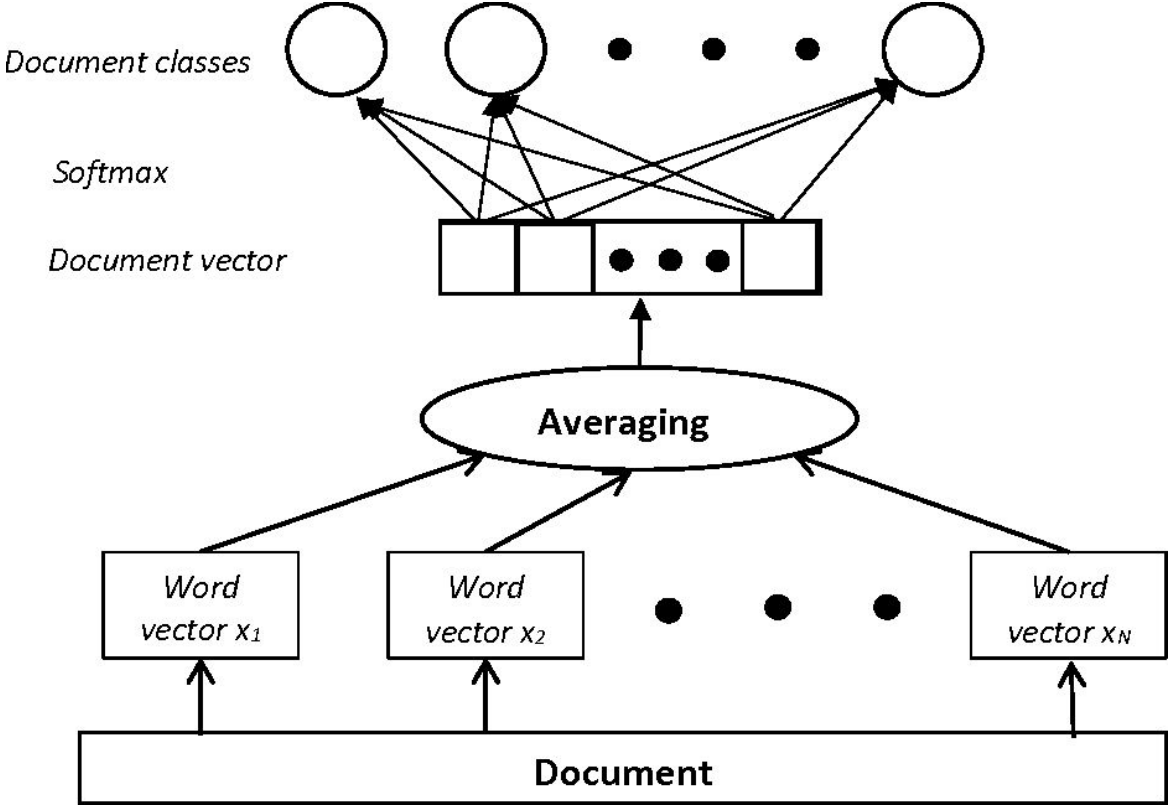 Document classes
Softmax
Document vector
Averaging
Word
vector x1
Word
vector x2
Word
vector xN
Document